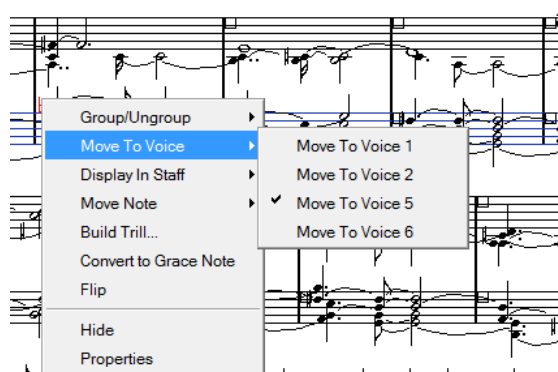 Group/Ungroup
Move To Voice
Display In Staff
Move Note
Build Trill...
Convert to Grace Note
Flip
Hide
Properties
Move To Voice 1
Move To Voice 2
Move To Voice 5
Move To Voice 6